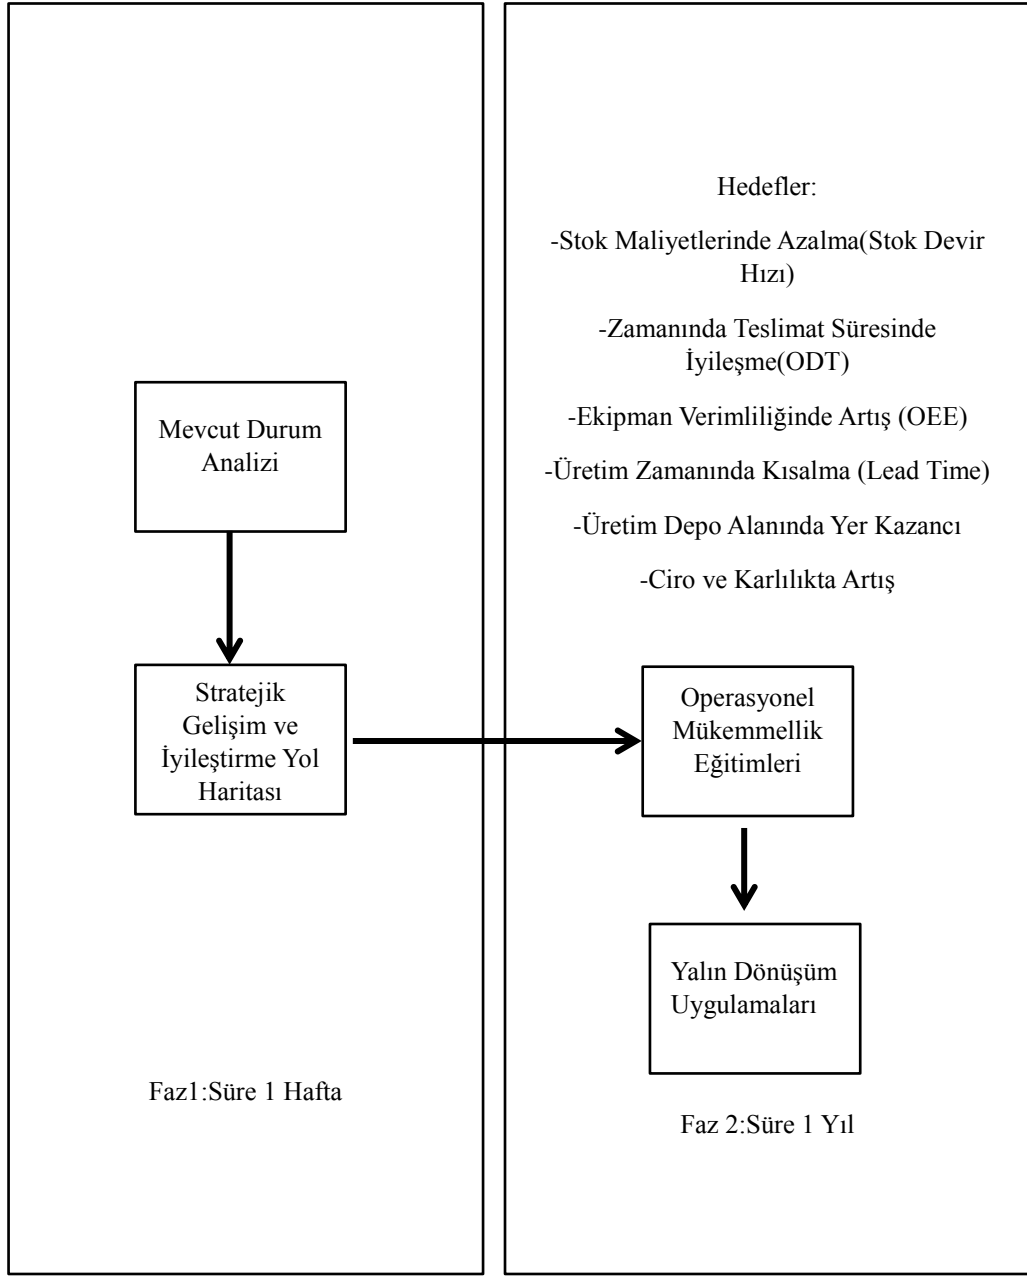 Mevcut Durum
Analizi
Stratejik
Gelişim ve
İyileştirme Yol
Haritası
Faz1:Süre 1 Hafta
Hedefler:
-Stok Maliyetlerinde Azalma(Stok Devir
Hızı)
-Zamanında Teslimat Süresinde
İyileşme(ODT)
-Ekipman Verimliliğinde Artış (OEE)
-Üretim Zamanında Kısalma (Lead Time)
-Üretim Depo Alanında Yer Kazancı
-Ciro ve Karlılıkta Artış
Operasyonel
Mükemmellik
Eğitimleri
Yalın Dönüşüm
Uygulamaları
Faz 2:Süre 1 Yıl